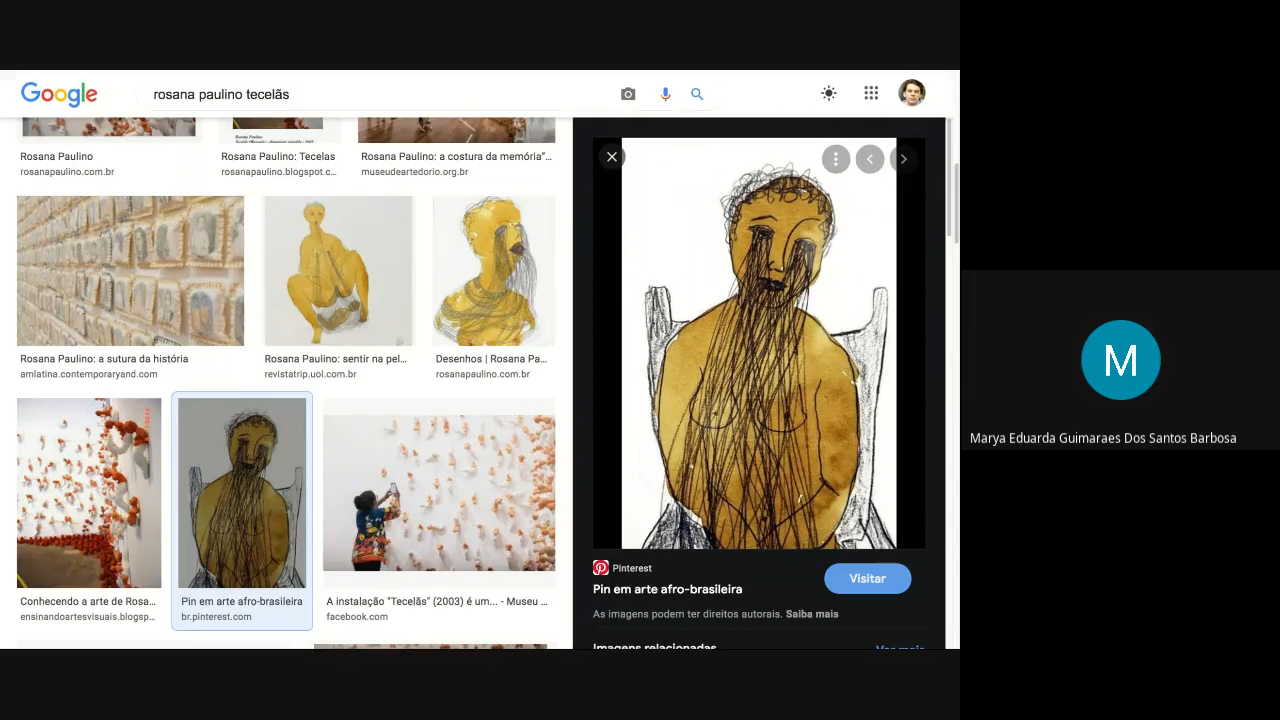 Google
rosana paulino tecelãs
Rosana Paulino
rosanapaulino.com.br
Rosana Paulino: Tecelas
rosanapaulino.blogspot.c...
Rosana Paulino: a costura da memória"...
museudeartedorio.org.br
Rosana Paulino: a sutura da história
amlatina.contemporaryand.com
Rosana Paulino: sentir na pel...
revistatrip.uol.com.br
Desenhos | Rosana Pa...
rosanapaulino.com.br
Conhecendo a arte de Rosa...
ensinandoartesvisuais.blogsp...
Pin em arte afro-brasileira
br.pinterest.com
A instalação "Tecelãs" (2003) é um... - Museu ...
facebook.com
Pinterest
Pin em arte afro-brasileira
Visitar
As imagens podem ter direitos autorais. Saiba mais
Imagens relacionadas
Ver mais
M
Marya Eduarda Guimaraes Dos Santos Barbosa